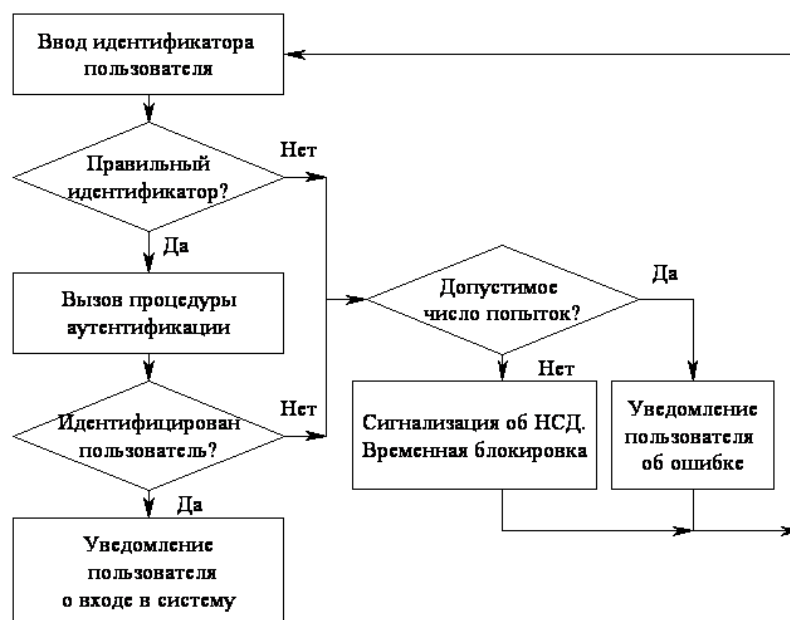 Ввод идентификатора
пользователя
Правильный
идентификатор?
Нет
Да
Вызов процедуры
аутентификации
Идентифицирован
пользователь?
Нет
Да
Уведомление
пользователя
о входе в систему
Допустимое
число попыток?
Да
Нет
Сигнализация об НСД.
Временная блокировка
Уведомление
пользователя
об ошибке